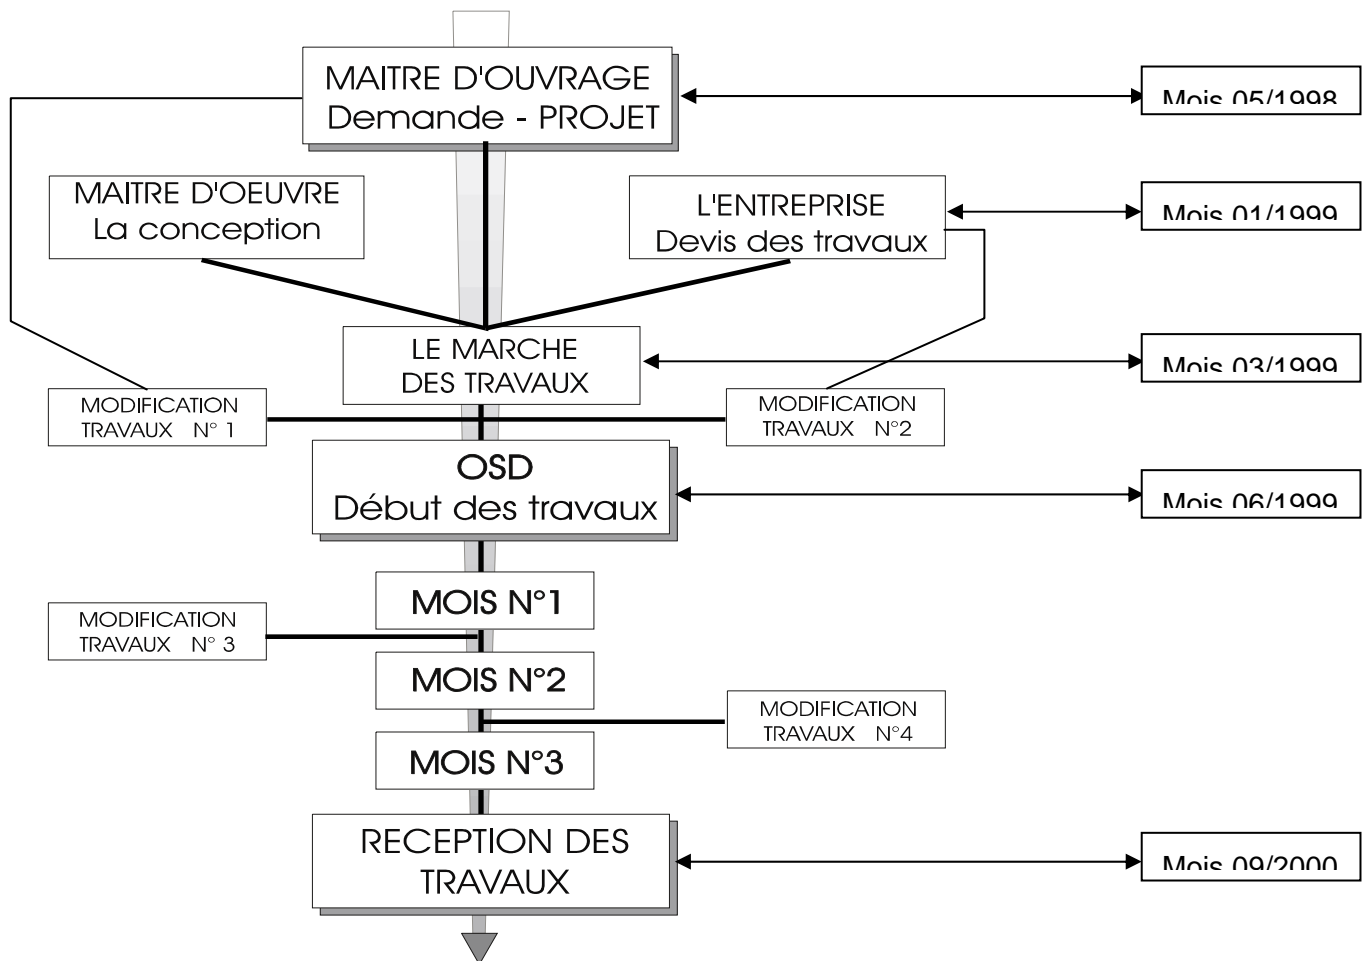 MAITRE D'OUVRAGE
Demande - PROJET
Mois 05/1998
MAITRE D'OEUVRE
La conception
L'ENTREPRISE
Devis des travaux
Mois 01/1999
LE MARCHE
DES TRAVAUX
Mois 03/1999
MODIFICATION
TRAVAUX N° 1
MODIFICATION
TRAVAUX N°2
OSD
Début des travaux
Mois 06/1999
MOIS N°1
MODIFICATION
TRAVAUX N° 3
MOIS N°2
MODIFICATION
TRAVAUX N°4
MOIS N°3
RECEPTION DES
TRAVAUX
Mois 09/2000